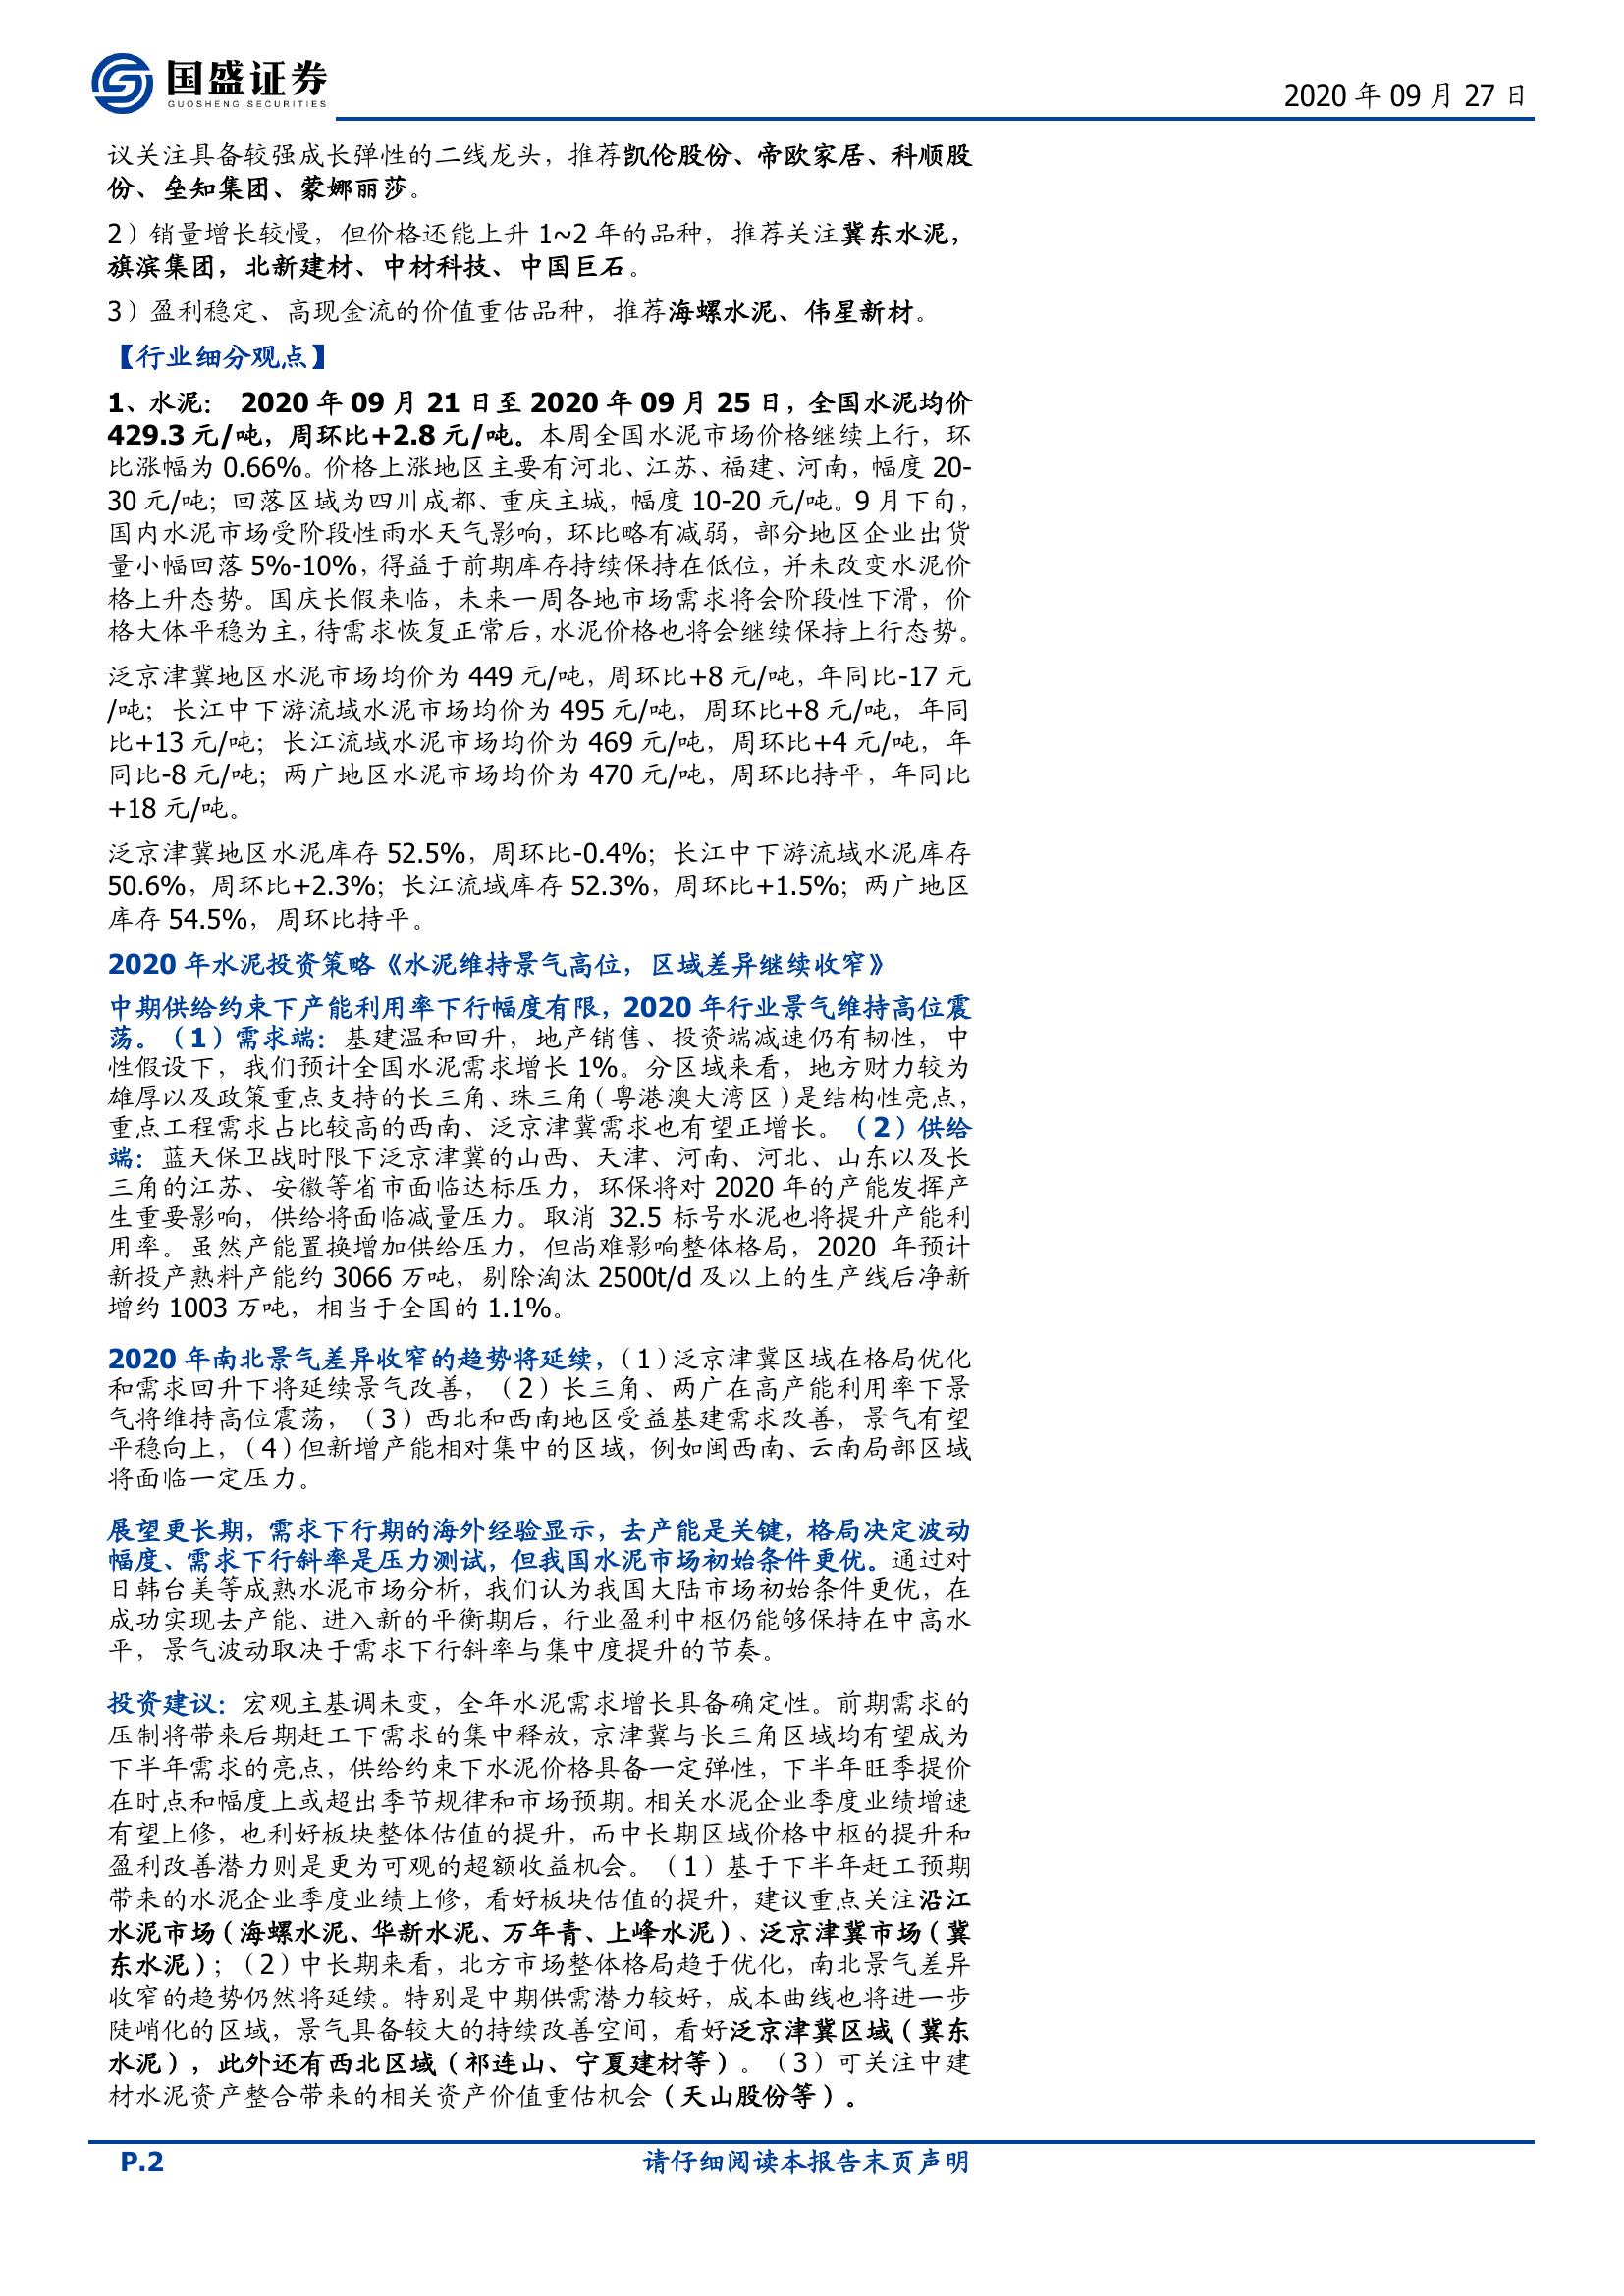 国盛证券
GUOSHENG SECURITIES
2020 年 09 月 27 日
议关注具备较强成长弹性的二线龙头，推荐凯伦股份、帝欧家居、科顺股
份、垒知集团、蒙娜丽莎。
2）销量增长较慢，但价格还能上升 1~2 年的品种，推荐关注冀东水泥，
旗滨集团，北新建材、中材科技、中国巨石。
3）盈利稳定、高现金流的价值重估品种，推荐海螺水泥、伟星新材。
【行业细分观点】
1、水泥： 2020 年 09 月 21 日至 2020 年 09 月 25 日，全国水泥均价
429.3 元/吨，周环比+2.8 元/吨。本周全国水泥市场价格继续上行，环
比涨幅为 0.66%。价格上涨地区主要有河北、江苏、福建、河南，幅度 20-
30 元/吨；回落区域为四川成都、重庆主城，幅度 10-20 元/吨。9 月下旬，
国内水泥市场受阶段性雨水天气影响，环比略有减弱，部分地区企业出货
量小幅回落 5%-10%，得益于前期库存持续保持在低位，并未改变水泥价
格上升态势。国庆长假来临，未来一周各地市场需求将会阶段性下滑，价
格大体平稳为主，待需求恢复正常后，水泥价格也将会继续保持上行态势。
泛京津冀地区水泥市场均价为 449 元/吨，周环比+8 元/吨，年同比-17 元
/吨；长江中下游流域水泥市场均价为 495 元/吨，周环比+8 元/吨，年同
比+13 元/吨；长江流域水泥市场均价为 469 元/吨，周环比+4 元/吨，年
同比-8 元/吨；两广地区水泥市场均价为 470 元/吨，周环比持平，年同比
+18 元/吨。
泛京津冀地区水泥库存 52.5%，周环比-0.4%；长江中下游流域水泥库存
50.6%，周环比+2.3%；长江流域库存 52.3%，周环比+1.5%；两广地区
库存 54.5%，周环比持平。
2020 年水泥投资策略《水泥维持景气高位，区域差异继续收窄》
中期供给约束下产能利用率下行幅度有限，2020 年行业景气维持高位震
荡。（1）需求端：基建温和回升，地产销售、投资端减速仍有韧性，中
性假设下，我们预计全国水泥需求增长 1%。分区域来看，地方财力较为
雄厚以及政策重点支持的长三角、珠三角（粤港澳大湾区）是结构性亮点，
重点工程需求占比较高的西南、泛京津冀需求也有望正增长。（2）供给
端：蓝天保卫战时限下泛京津冀的山西、天津、河南、河北、山东以及长
三角的江苏、安徽等省市面临达标压力，环保将对 2020 年的产能发挥产
生重要影响，供给将面临减量压力。取消 32.5 标号水泥也将提升产能利
用率。虽然产能置换增加供给压力，但尚难影响整体格局，2020 年预计
新投产熟料产能约 3066 万吨，剔除淘汰 2500t/d 及以上的生产线后净新
增约 1003 万吨，相当于全国的 1.1%。
2020 年南北景气差异收窄的趋势将延续，（1）泛京津冀区域在格局优化
和需求回升下将延续景气改善，（2）长三角、两广在高产能利用率下景
气将维持高位震荡，（3）西北和西南地区受益基建需求改善，景气有望
平稳向上，（4）但新增产能相对集中的区域，例如闽西南、云南局部区域
将面临一定压力。
展望更长期，需求下行期的海外经验显示，去产能是关键，格局决定波动
幅度、需求下行斜率是压力测试，但我国水泥市场初始条件更优。通过对
日韩台美等成熟水泥市场分析，我们认为我国大陆市场初始条件更优，在
成功实现去产能、进入新的平衡期后，行业盈利中枢仍能够保持在中高水
平，景气波动取决于需求下行斜率与集中度提升的节奏。
投资建议：宏观主基调未变，全年水泥需求增长具备确定性。前期需求的
压制将带来后期赶工下需求的集中释放，京津冀与长三角区域均有望成为
下半年需求的亮点，供给约束下水泥价格具备一定弹性，下半年旺季提价
在时点和幅度上或超出季节规律和市场预期。相关水泥企业季度业绩增速
有望上修，也利好板块整体估值的提升，而中长期区域价格中枢的提升和
盈利改善潜力则是更为可观的超额收益机会。（1）基于下半年赶工预期
带来的水泥企业季度业绩上修，看好板块估值的提升，建议重点关注沿江
水泥市场（海螺水泥、华新水泥、万年青、上峰水泥）、泛京津冀市场（冀
东水泥）；（2）中长期来看，北方市场整体格局趋于优化，南北景气差异
收窄的趋势仍然将延续。特别是中期供需潜力较好，成本曲线也将进一步
陡峭化的区域，景气具备较大的持续改善空间，看好泛京津冀区域（冀东
水泥），此外还有西北区域（祁连山、宁夏建材等）。（3）可关注中建
材水泥资产整合带来的相关资产价值重估机会（天山股份等）。
P.2
请仔细阅读本报告末页声明